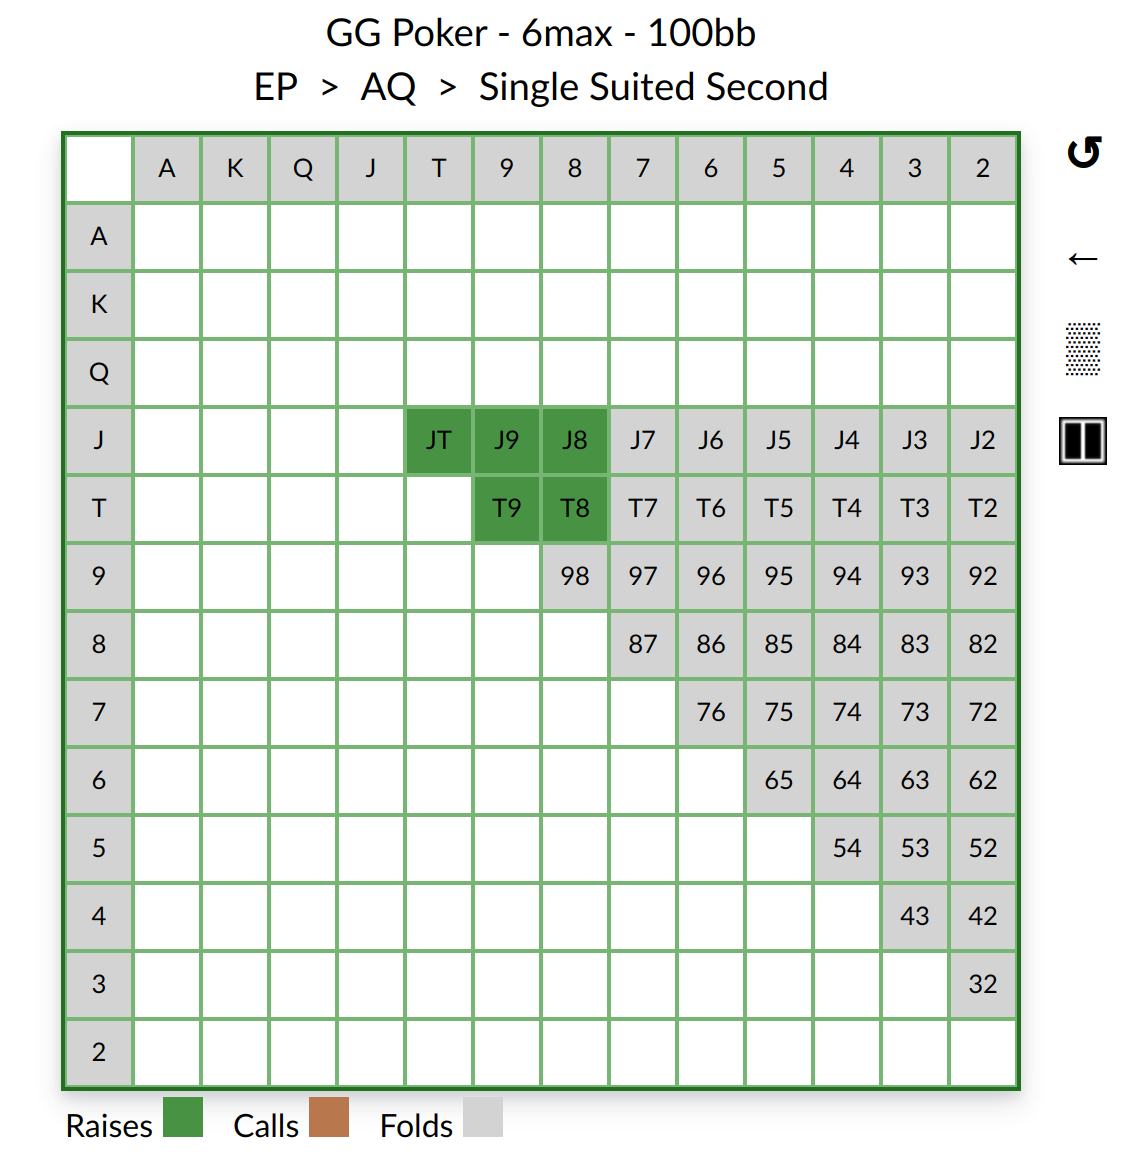 GG Poker - 6max - 100bb
EP > AQ > Single Suited Second
A K Q J T 9 8 7 6 5 4 3 2
A
K
Q
J JT J9 J8 J7 J6 J5 J4 J3 J2
T T9 T8 T7 T6 T5 T4 T3 T2
9 98 97 96 95 94 93 92
8 87 86 85 84 83 82
7 76 75 74 73 72
6 65 64 63 62
5 54 53 52
4 43 42
3 32
2
Raises Calls Folds